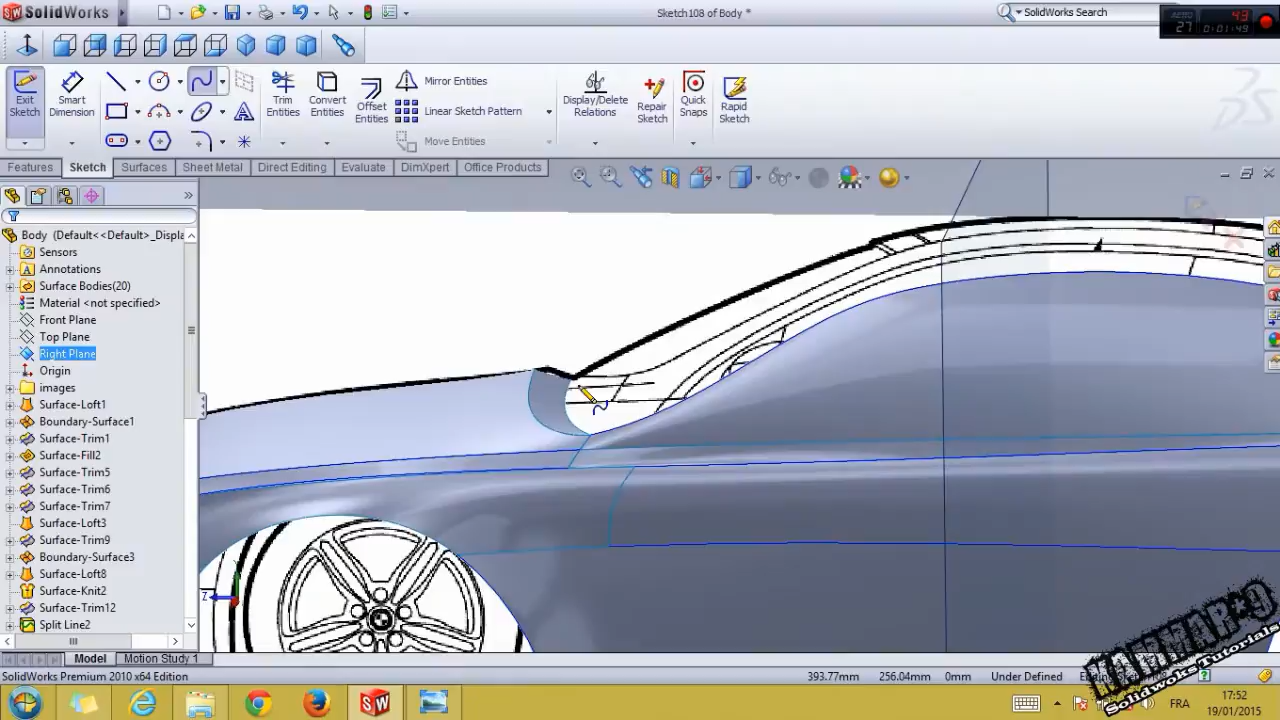 SolidWorks
Sketch108 of Body *
SolidWorks Search
43
27
0:01:49
Exit Sketch
Smart Dimension
Trim Entities
Convert Entities
Offset Entities
Mirror Entities
Linear Sketch Pattern
Move Entities
Display/Delete Relations
Repair Sketch
Quick Snaps
Rapid Sketch
Features
Sketch
Surfaces
Sheet Metal
Direct Editing
Evaluate
DimXpert
Office Products
Body (Default<<Default>_Displa
Sensors
Annotations
Surface Bodies(20)
Material <not specified>
Front Plane
Top Plane
Right Plane
Origin
images
Surface-Loft1
Boundary-Surface1
Surface-Trim1
Surface-Fill2
Surface-Trim5
Surface-Trim6
Surface-Trim7
Surface-Loft3
Surface-Trim9
Boundary-Surface3
Surface-Loft8
Surface-Knit2
Surface-Trim12
Split Line2
Z
Model
Motion Study 1
Solidworks Tutorials
SolidWorks Premium 2010 x64 Edition
393.77mm
256.04mm
0mm
Under Defined
FRA
17:52
19/01/2015